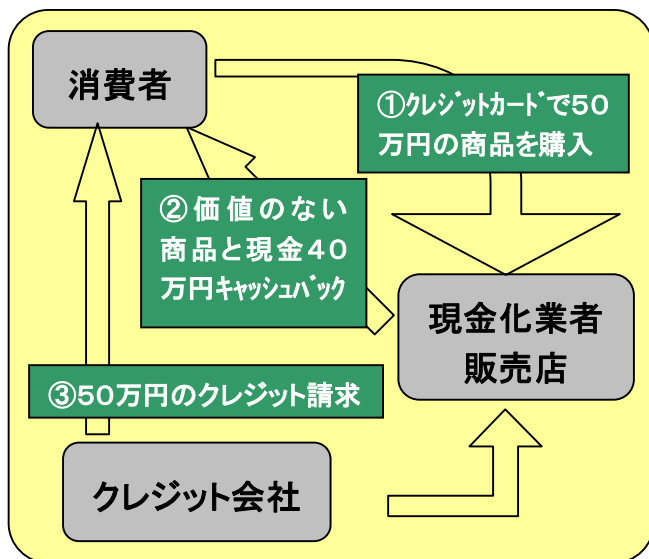 消費者
①クレジットカードで50
万円の商品を購入
②価値のない
商品と現金40
万円キャッシュバック
現金化業者
販売店
③50万円のクレジット請求
クレジット会社